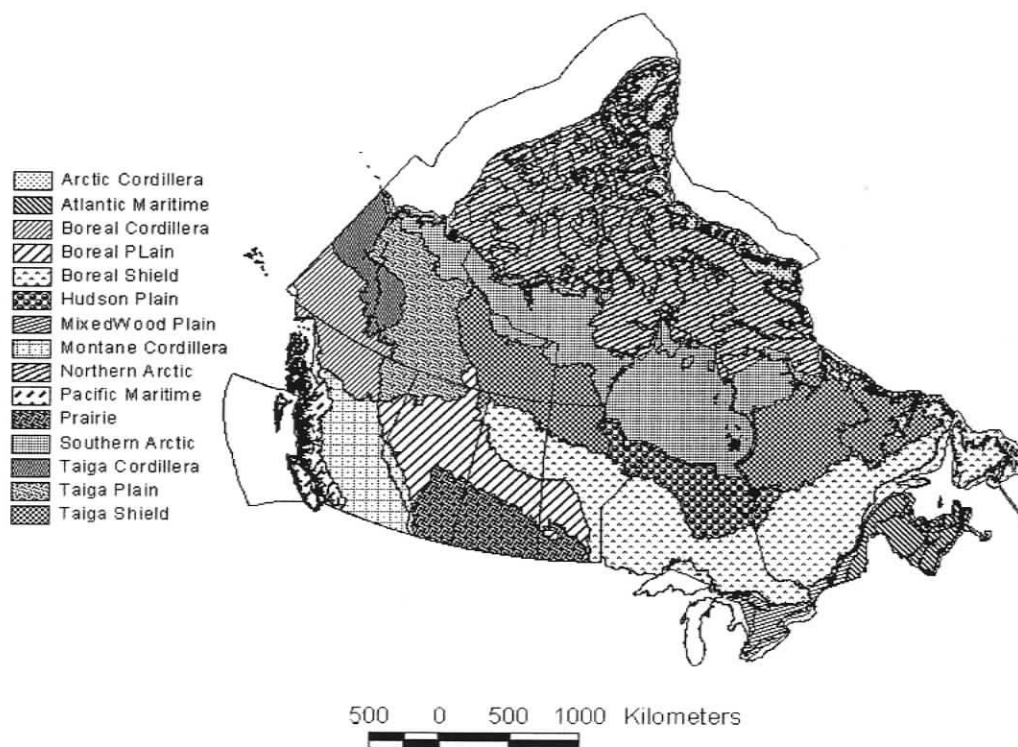 Arctic Cordillera
Atlantic Maritime
Boreal Cordillera
Boreal PLain
Boreal Shield
Hudson Plain
MixedWood Plain
Montane Cordillera
Northern Arctic
Pacific Maritime
Prairie
Southern Arctic
Taiga Cordillera
Taiga Plain
Taiga Shield
500 0 500 1000 Kilometers